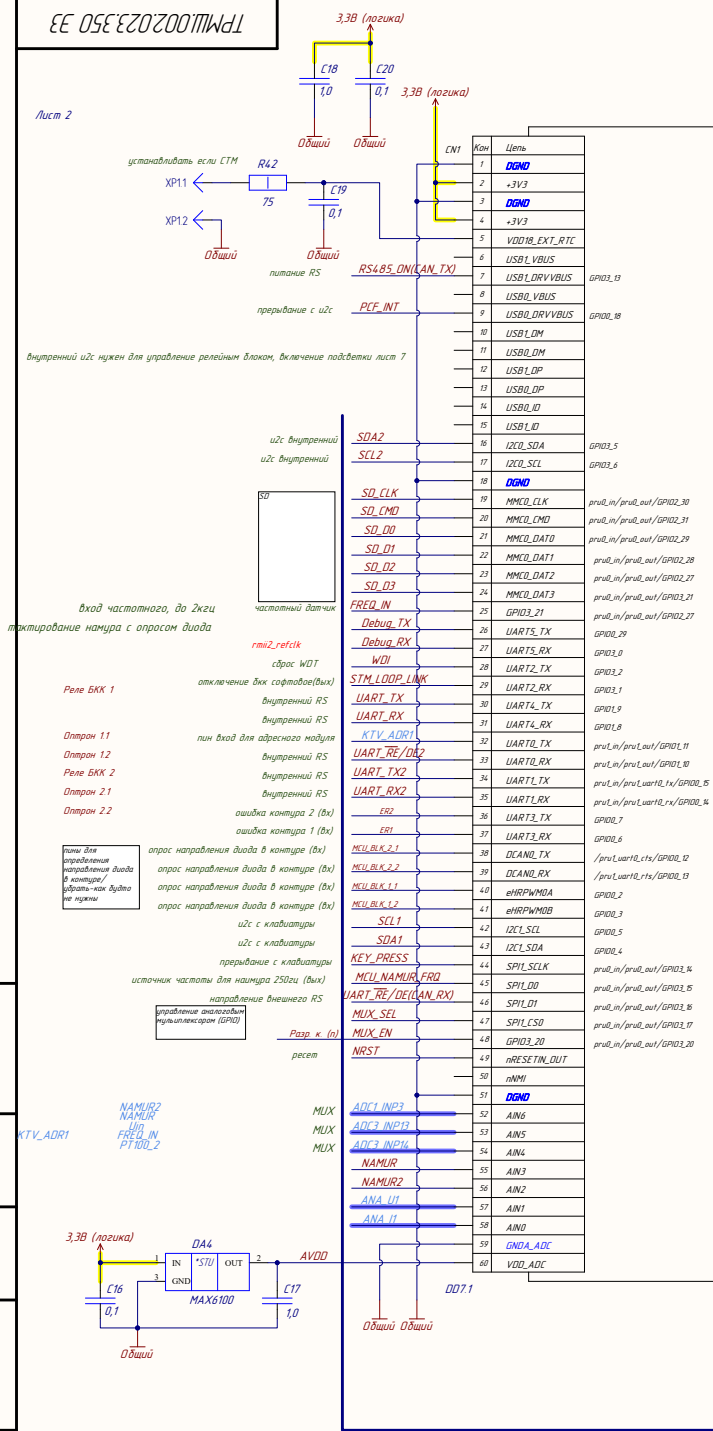 ТРМШ.002.023.350 ЭЗ
3,3В (логика)
C18
1,0
C20
0,1
Общий
Общий
3,3В (логика)
Лист 2
устанавливать если СТМ
XP1.1
R42
75
C19
0,1
XP1.2
Общий
Общий
CN1
Кон
Цепь
1 DGND
2 +3V3
3 DGND
4 +3V3
5 VDD18_EXT_RTC
6 USB1_VBUS
питание RS RS485_ON(CAN_TX) 7 USB1_DRVVBUS GPIO3_13
8 USB0_VBUS
прерывание с и2с PCF_INT 9 USB0_DRVVBUS GPIO0_18
10 USB1_DM
внутренний и2с нужен для управления релейным блоком, включение подсветки лист 7
11 USB0_DM
12 USB1_DP
13 USB0_DP
14 USB0_ID
15 USB1_ID
и2с внутренний SDA2 16 I2C0_SDA GPIO3_5
и2с внутренний SCL2 17 I2C0_SCL GPIO3_6
18 DGND
SD
SD_CLK 19 MMC0_CLK pru0_in/pru0_out/GPIO2_30
SD_CMD 20 MMC0_CMD pru0_in/pru0_out/GPIO2_31
SD_D0 21 MMC0_DAT0 pru0_in/pru0_out/GPIO2_29
SD_D1 22 MMC0_DAT1 pru0_in/pru0_out/GPIO2_28
SD_D2 23 MMC0_DAT2 pru0_in/pru0_out/GPIO2_27
SD_D3 24 MMC0_DAT3 pru0_in/pru0_out/GPIO3_21
вход частотного, до 2кгц
частотный датчик FREQ_IN 25 GPIO3_21 pru0_in/pru0_out/GPIO2_27
тактирование намура с опросом диода
Debug_TX 26 UART5_TX GPIO0_29
rmii2_refclk
Debug_RX 27 UART5_RX GPIO3_0
сброс WDT WDI 28 UART2_TX GPIO3_2
отключение бкк софтовое(вых) STM_LOOP_LINK 29 UART2_RX GPIO3_1
Реле БКК 1
внутренний RS UART_TX 30 UART4_TX GPIO1_9
внутренний RS UART_RX 31 UART4_RX GPIO1_8
Оптрон 1.1
пин вход для адресного модуля KTV_ADR1 32 UART0_TX pru1_in/pru1_out/GPIO1_11
Оптрон 1.2
внутренний RS UART_RE/DE2 33 UART0_RX pru1_in/pru1_out/GPIO1_10
Реле БКК 2
внутренний RS UART_TX2 34 UART1_TX pru1_in/pru1_uart0_tx/GPIO0_15
Оптрон 2.1
внутренний RS UART_RX2 35 UART1_RX pru1_in/pru1_uart0_rx/GPIO0_14
Оптрон 2.2
ошибка контура 2 (вх) ER2 36 UART3_TX GPIO0_7
ошибка контура 1 (вх) ER1 37 UART3_RX GPIO0_6
пины для
определения
направления диода
в контуре/
убрать-как будто
не нужны
опрос направления диода в контуре (вх) MCU_BLK_2_1 38 DCAN0_TX /pru1_uart0_cts/GPIO0_12
опрос направления диода в контуре (вх) MCU_BLK_2_2 39 DCAN0_RX /pru1_uart0_rts/GPIO0_13
опрос направления диода в контуре (вх) MCU_BLK_1_1 40 eHRPWM0A GPIO0_2
опрос направления диода в контуре (вх) MCU_BLK_1_2 41 eHRPWM0B GPIO0_3
и2с с клавиатуры SCL1 42 I2C1_SCL GPIO0_5
и2с с клавиатуры SDA1 43 I2C1_SDA GPIO0_4
прерывание с клавиатуры KEY_PRESS 44 SPI1_SCLK pru0_in/pru0_out/GPIO3_14
источник частоты для наимура 250гц (вых) MCU_NAMUR_FRQ 45 SPI1_D0 pru0_in/pru0_out/GPIO3_15
направление внешнего RS UART_RE/DE(CAN_RX) 46 SPI1_D1 pru0_in/pru0_out/GPIO3_16
управление аналоговым
мультиплексором (GPIO)
MUX_SEL 47 SPI1_CS0 pru0_in/pru0_out/GPIO3_17
Разр. к. (п) MUX_EN 48 GPIO3_20 pru0_in/pru0_out/GPIO3_20
ресет NRST 49 nRESETIN_OUT
50 nNMI
51 DGND
NAMUR2
NAMUR
Uin
KTV_ADR1 FREQ_IN
PT100_2
MUX ADC1_INP3 52 AIN6
MUX ADC3_INP13 53 AIN5
MUX ADC3_INP14 54 AIN4
NAMUR 55 AIN3
NAMUR2 56 AIN2
ANA_U1 57 AIN1
ANA_I1 58 AIN0
59 GNDA_ADC
60 VDD_ADC
3,3В (логика)
DA4
1 IN *STU OUT 2
3 GND
MAX6100
AVDD
C16
0,1
C17
1,0
DD7.1
Общий
Общий Общий